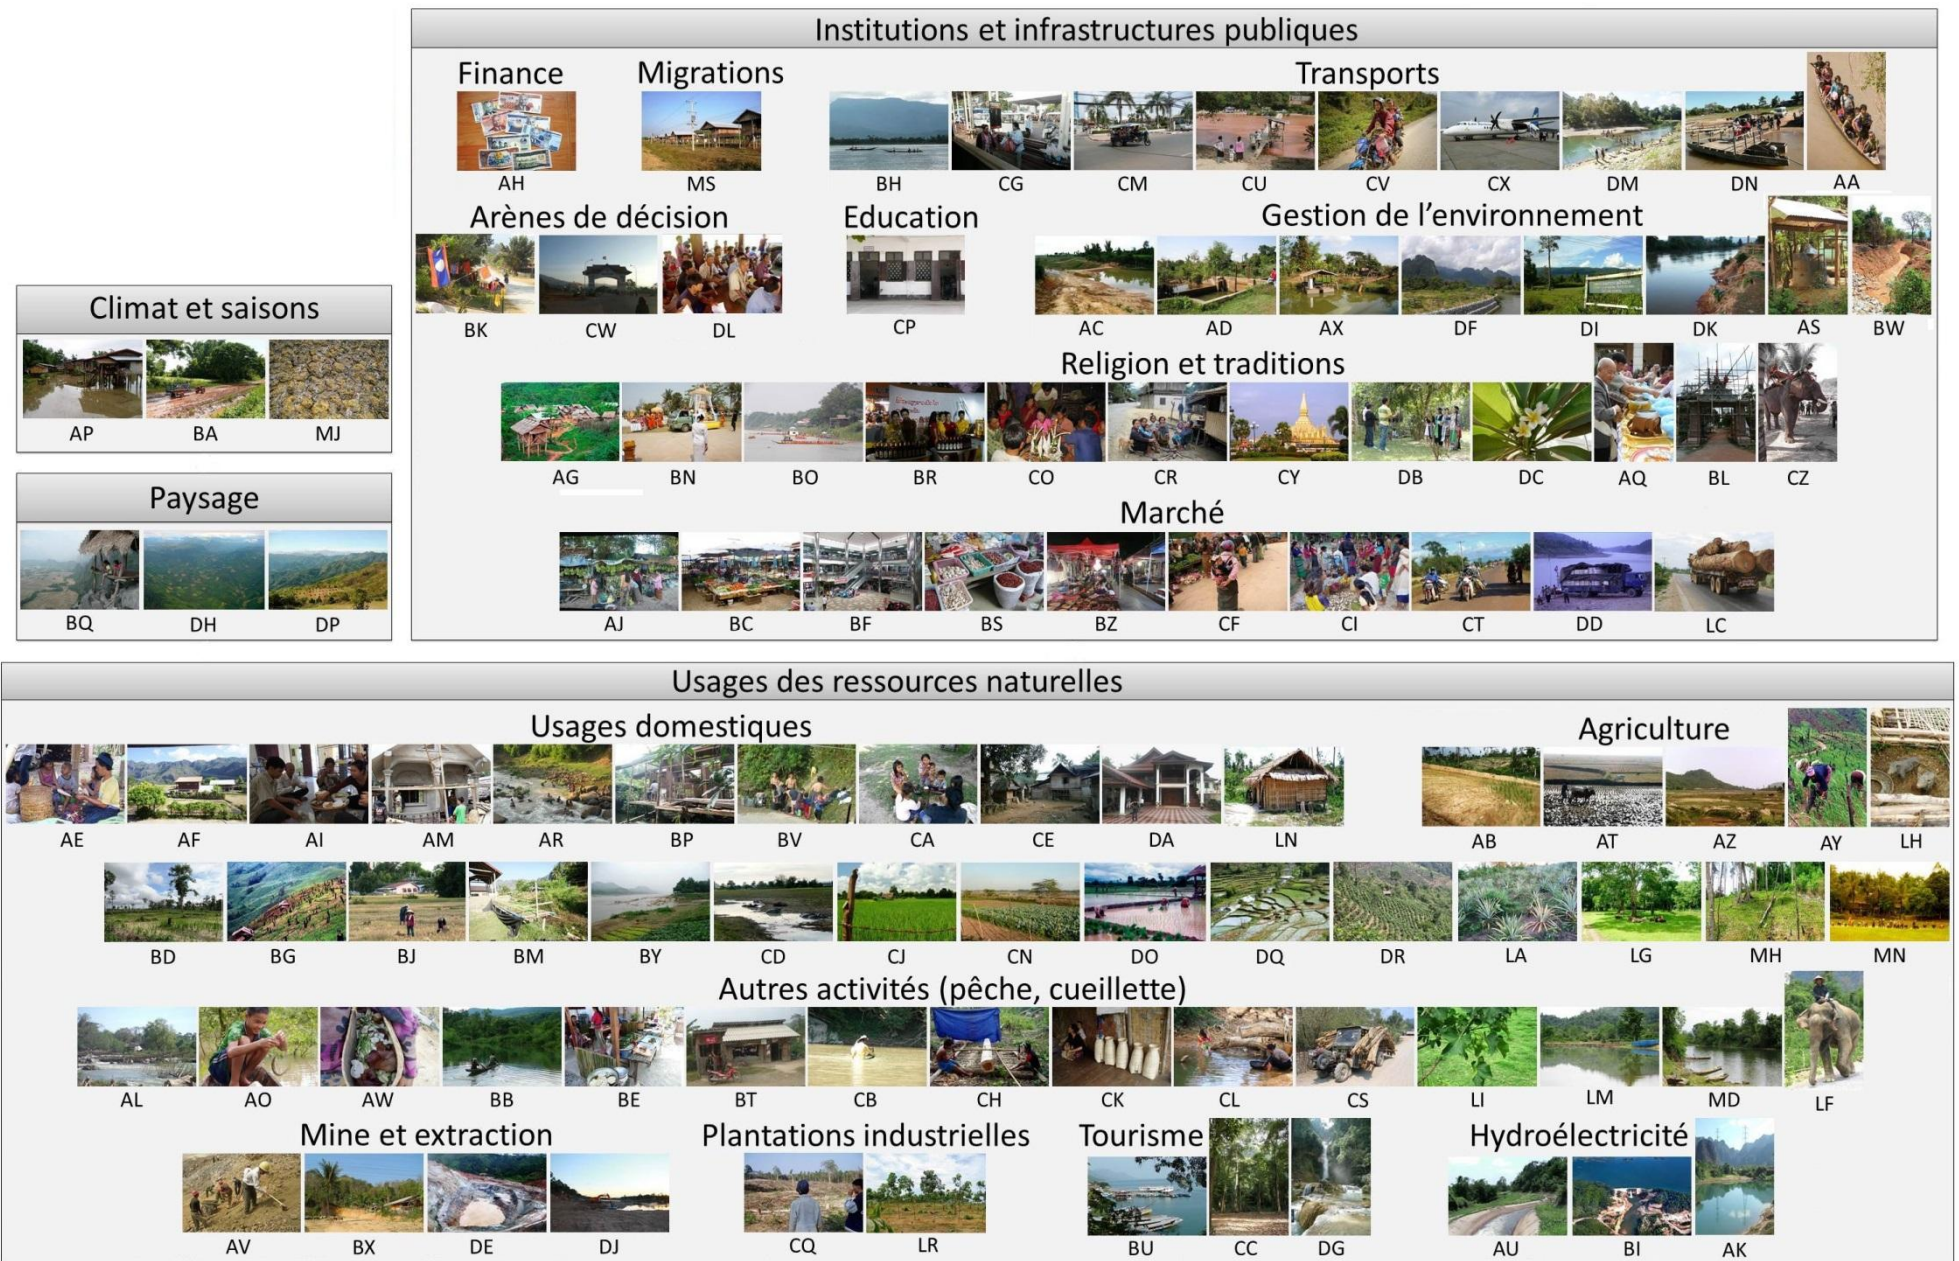 Institutions et infrastructures publiques
Finance Migrations Transports
AH MS BH CG CM CU CV CX DM DN AA
Arènes de décision Education Gestion de l'environnement
BK CW DL CP AC AD AX DF DI DK AS BW
Religion et traditions
AG BN BO BR CO CR CY DB DC AQ BL CZ
Marché
AJ BC BF BS BZ CF CI CT DD LC
Climat et saisons
AP BA MJ
Paysage
BQ DH DP
Usages des ressources naturelles
Usages domestiques Agriculture
AE AF AI AM AR BP BV CA CE DA LN AB AT AZ AY LH
BD BG BJ BM BY CD CJ CN DO DQ DR LA LG MH MN
Autres activités (pêche, cueillette)
AL AO AW BB BE BT CB CH CK CL CS LI LM MD LF
Mine et extraction Plantations industrielles Tourisme Hydroélectricité
AV BX DE DJ CQ LR BU CC DG AU BI AK